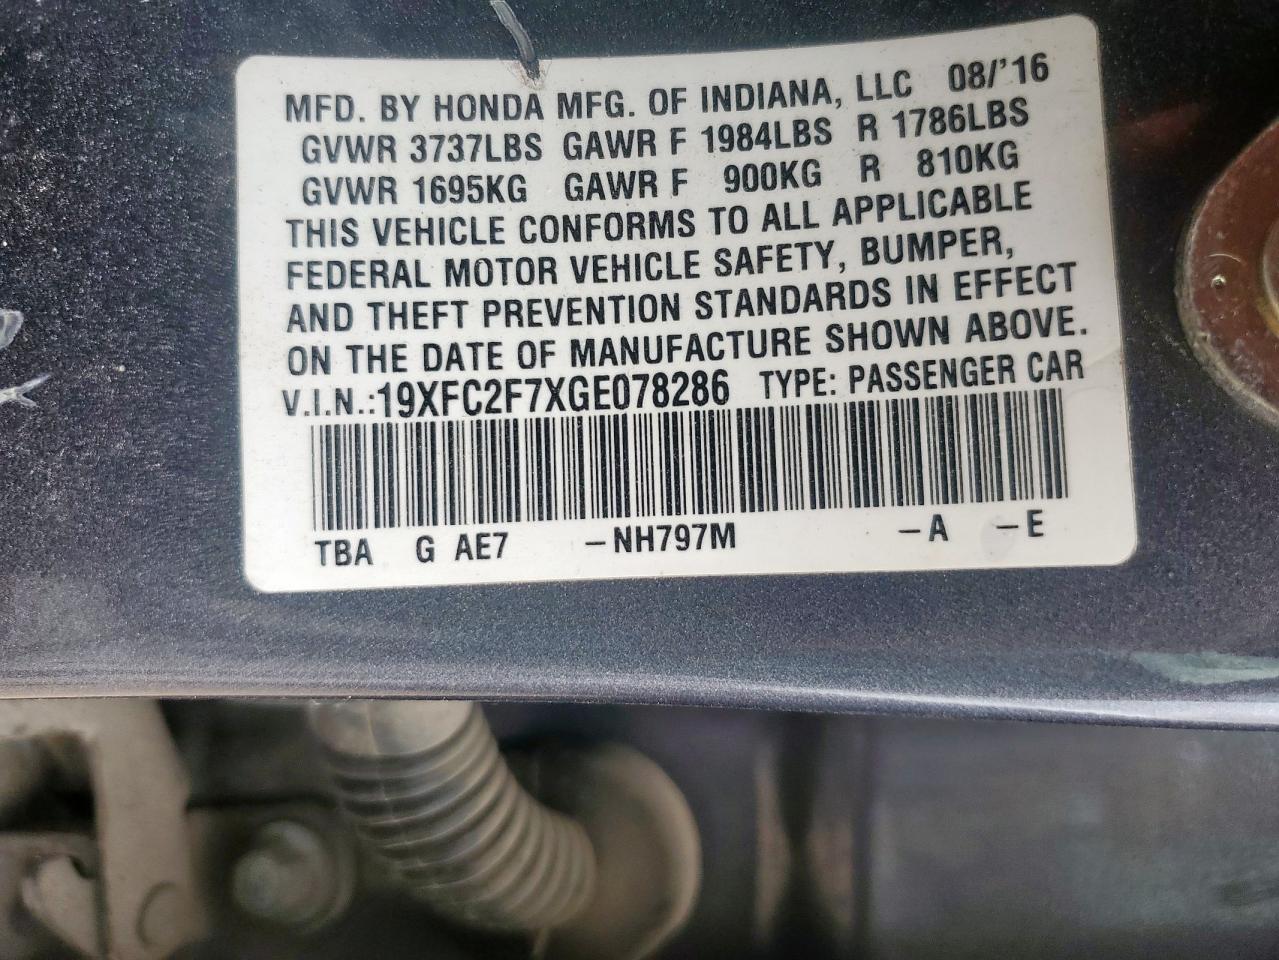 MFD. BY HONDA MFG. OF INDIANA, LLC 08/'16
GVWR 3737LBS GAWR F 1984LBS R 1786LBS
GVWR 1695KG GAWR F 900KG R 810KG
THIS VEHICLE CONFORMS TO ALL APPLICABLE
FEDERAL MOTOR VEHICLE SAFETY, BUMPER,
AND THEFT PREVENTION STANDARDS IN EFFECT
ON THE DATE OF MANUFACTURE SHOWN ABOVE.
V.I.N.:19XFC2F7XGE078286 TYPE: PASSENGER CAR
TBA G AE7 -NH797M -A -E